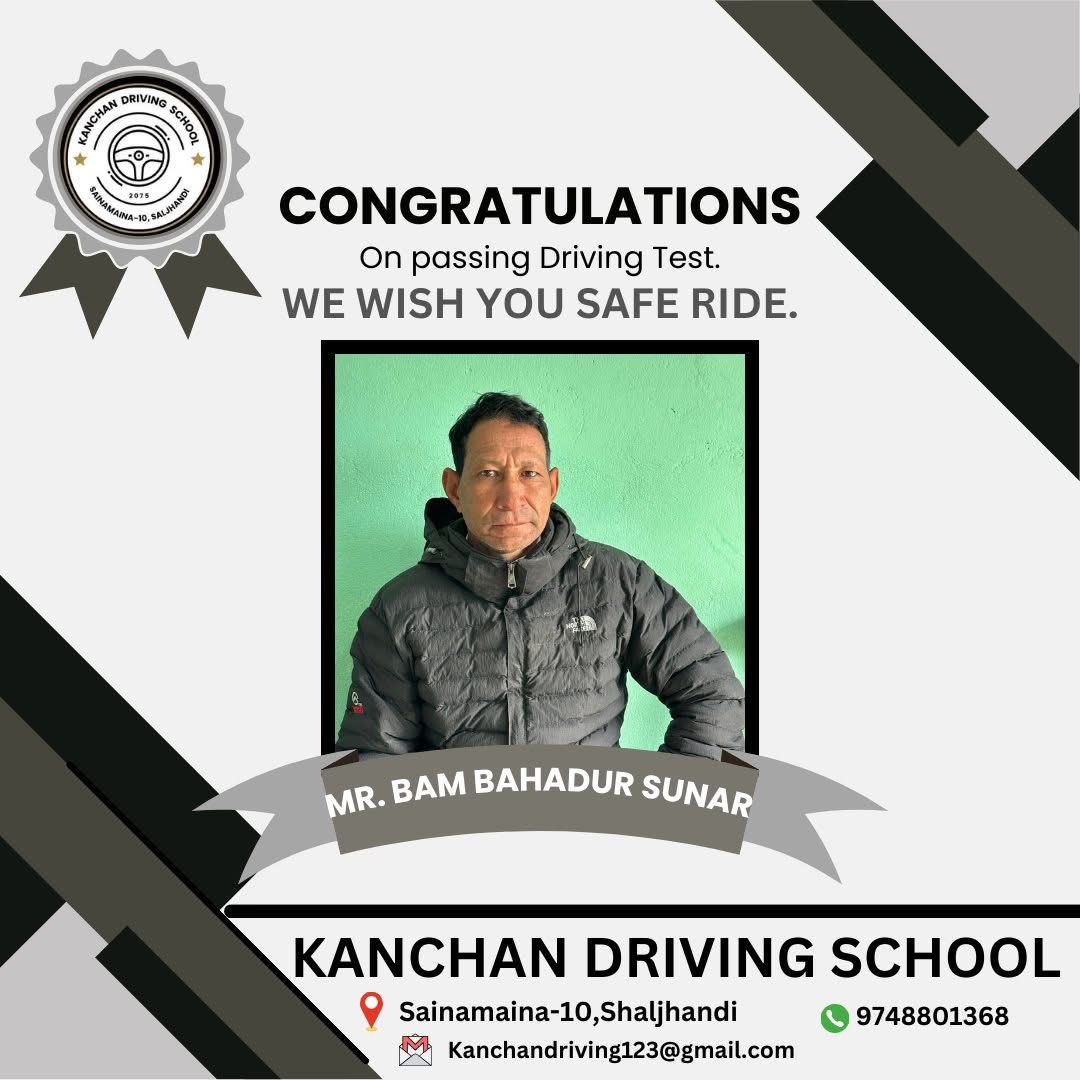 KANCHAN DRIVING SCHOOL
2075
SAINAMAINA-10, SALJHANDI
CONGRATULATIONS
On passing Driving Test.
WE WISH YOU SAFE RIDE.
THE
NORTH
FACE
MR. BAM BAHADUR SUNAR
KANCHAN DRIVING SCHOOL
Sainamaina-10,Shaljhandi
9748801368
Kanchandriving123@gmail.com